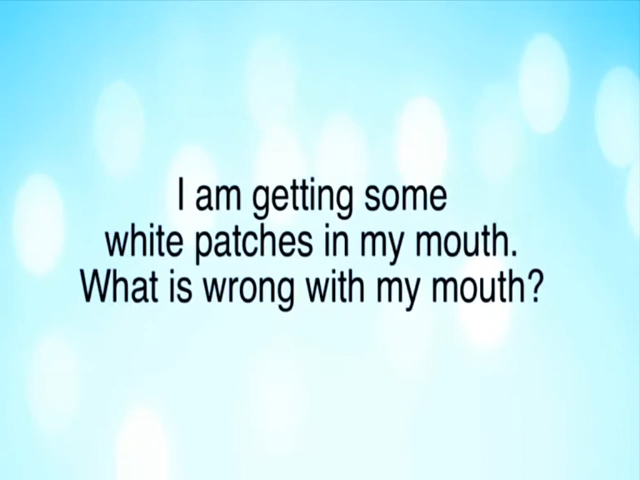 I am getting some
white patches in my mouth.
What is wrong with my mouth?